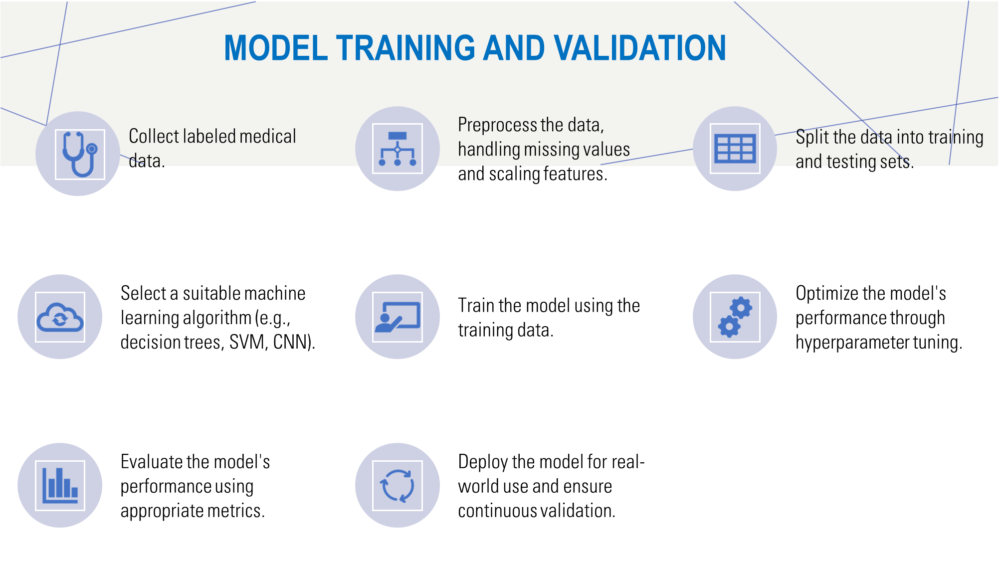 MODEL TRAINING AND VALIDATION
Collect labeled medical
data.
Preprocess the data,
handling missing values
and scaling features.
Split the data into training
and testing sets.
Select a suitable machine
learning algorithm (e.g.,
decision trees, SVM, CNN).
Train the model using the
training data.
Optimize the model's
performance through
hyperparameter tuning.
Evaluate the model's
performance using
appropriate metrics.
Deploy the model for real-
world use and ensure
continuous validation.